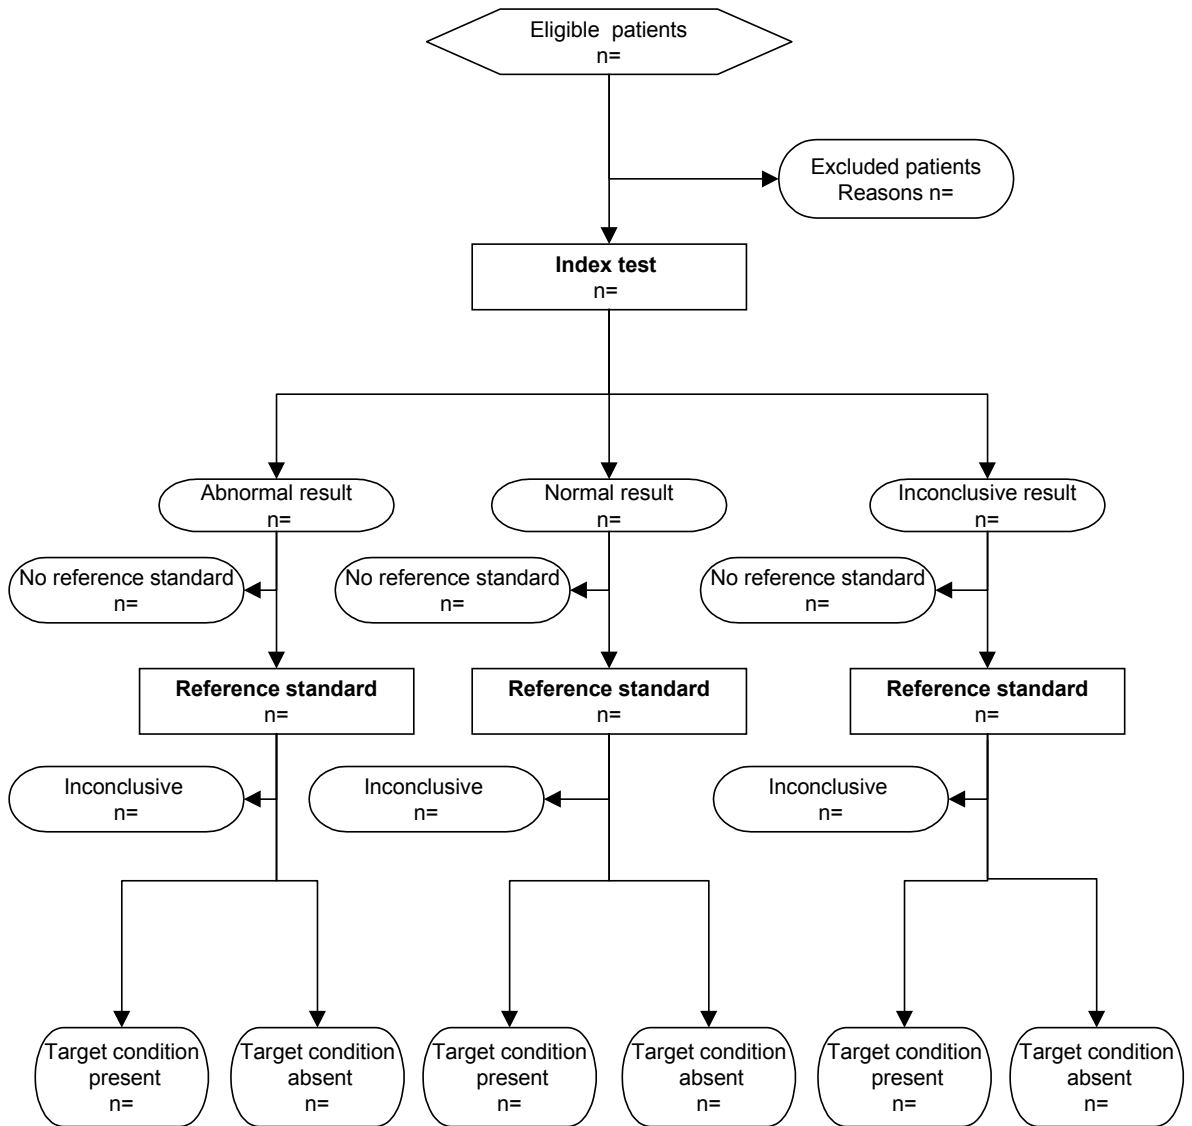 Eligible patients
n=
Excluded patients
Reasons n=
Index test
n=
Abnormal result
n=
Normal result
n=
Inconclusive result
n=
No reference standard
n=
No reference standard
n=
No reference standard
n=
Reference standard
n=
Reference standard
n=
Reference standard
n=
Inconclusive
n=
Inconclusive
n=
Inconclusive
n=
Target condition
present
n=
Target condition
absent
n=
Target condition
present
n=
Target condition
absent
n=
Target condition
present
n=
Target condition
absent
n=